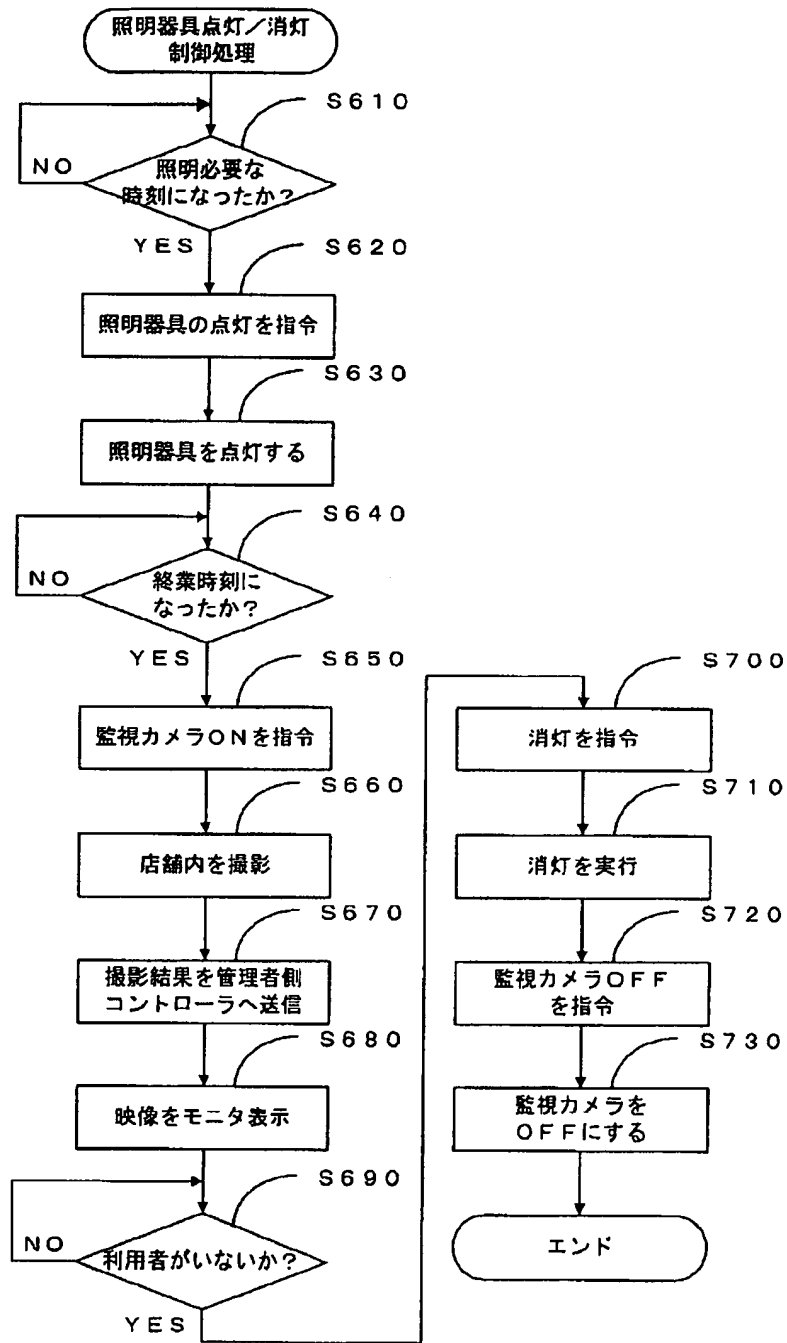 照明器具点灯／消灯
制御処理
S610
NO
照明必要な
時刻になったか？
YES
S620
照明器具の点灯を指令
S630
照明器具を点灯する
S640
NO
終業時刻に
なったか？
YES
S650
監視カメラONを指令
S660
店舗内を撮影
S670
撮影結果を管理者側
コントローラへ送信
S680
映像をモニタ表示
S690
NO
利用者がいないか？
YES
S700
消灯を指令
S710
消灯を実行
S720
監視カメラOFF
を指令
S730
監視カメラを
OFFにする
エンド